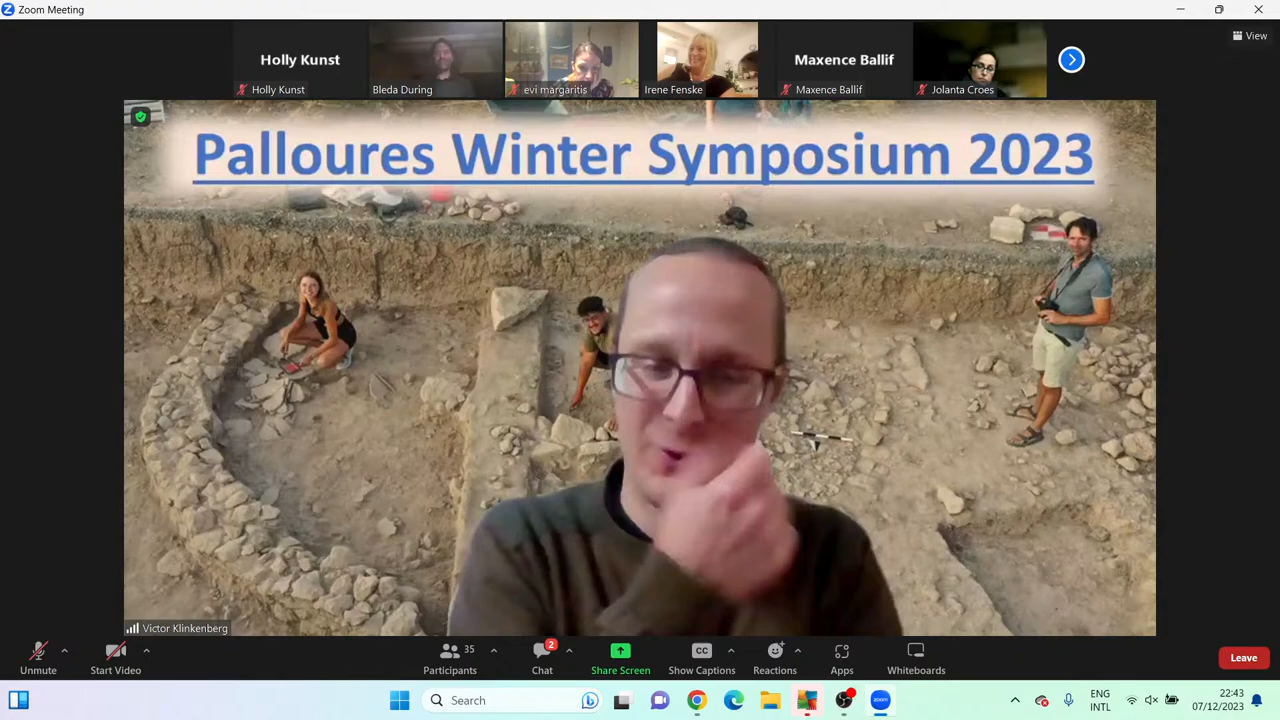 Zoom Meeting
Holly Kunst
Maxence Ballif
View
Holly Kunst
Bleda During
evi margaritis
Irene Fenske
Maxence Ballif
Jolanta Croes
Palloures Winter Symposium 2023
Victor Klinkenberg
35
2
CC
Unmute
Start Video
Participants
Chat
Share Screen
Show Captions
Reactions
Apps
Whiteboards
Leave
Search
zoom
ENG
INTL
22:43
07/12/2023